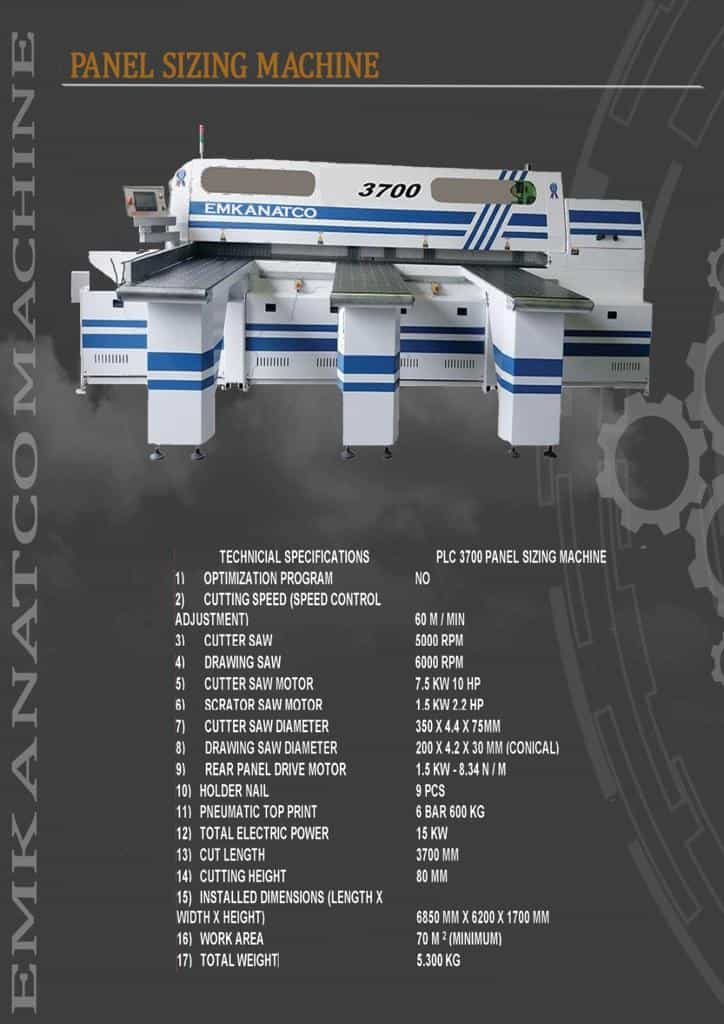 EMKANATCO MACHINE
PANEL SIZING MACHINE
3700
EMKANATCO
TECHNICIAL SPECIFICATIONS PLC 3700 PANEL SIZING MACHINE
1) OPTIMIZATION PROGRAM NO
2) CUTTING SPEED (SPEED CONTROL
ADJUSTMENT) 60 M / MIN
3) CUTTER SAW 5000 RPM
4) DRAWING SAW 6000 RPM
5) CUTTER SAW MOTOR 7.5 KW 10 HP
6) SCRATOR SAW MOTOR 1.5 KW 2.2 HP
7) CUTTER SAW DIAMETER 350 X 4.4 X 75MM
8) DRAWING SAW DIAMETER 200 X 4.2 X 30 MM (CONICAL)
9) REAR PANEL DRIVE MOTOR 1.5 KW - 8.34 N / M
10) HOLDER NAIL 9 PCS
11) PNEUMATIC TOP PRINT 6 BAR 600 KG
12) TOTAL ELECTRIC POWER 15 KW
13) CUT LENGTH 3700 MM
14) CUTTING HEIGHT 80 MM
15) INSTALLED DIMENSIONS (LENGTH X
WIDTH X HEIGHT) 6850 MM X 6200 X 1700 MM
16) WORK AREA 70 M ² (MINIMUM)
17) TOTAL WEIGHT 5.300 KG